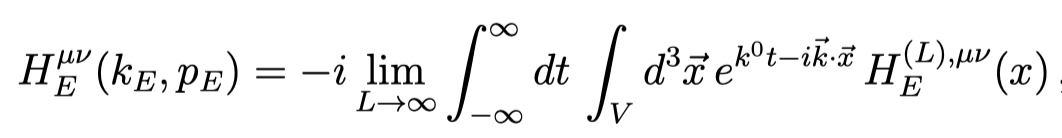 $H_E^{\mu\nu}(k_E, p_E) = -i \lim_{L\to\infty} \int_{-\infty}^{\infty} dt \int_V d^3\vec{x}\, e^{k^0 t - i\vec{k}\cdot\vec{x}}\, H_E^{(L),\mu\nu}(x)\,.$